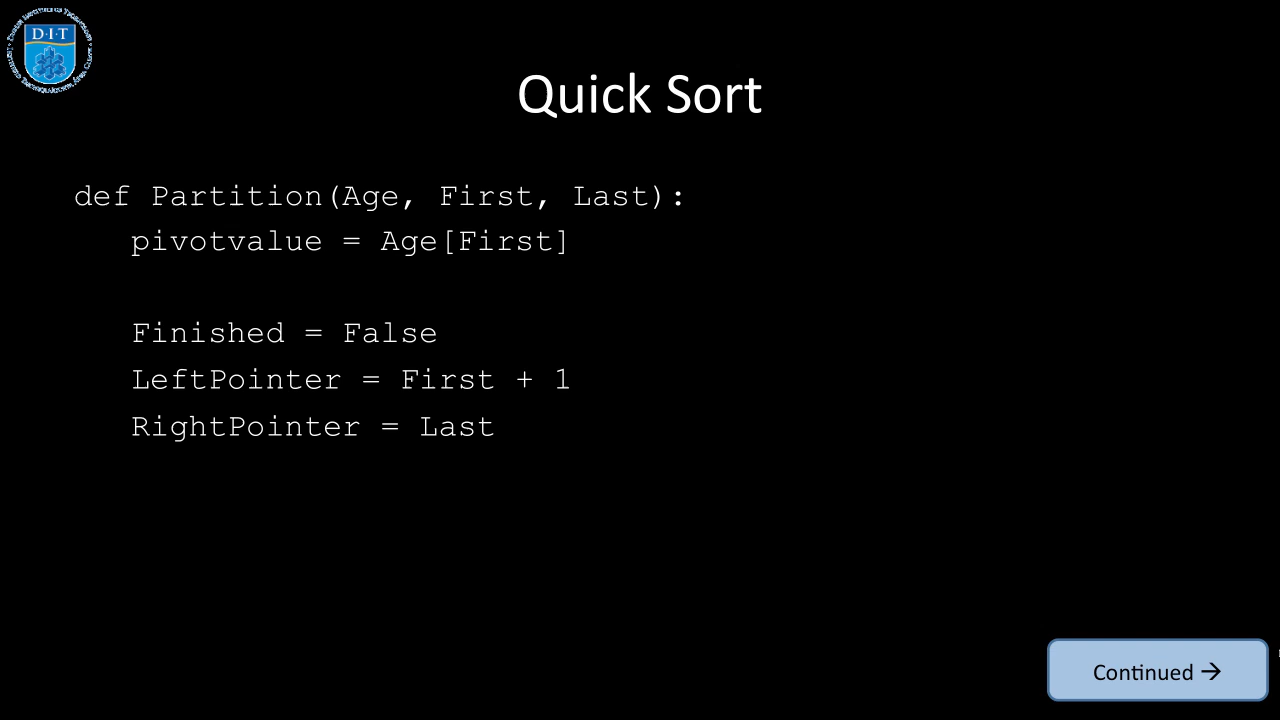 D·I·T
Quick Sort
def Partition(Age, First, Last):
pivotvalue = Age[First]
Finished = False
LeftPointer = First + 1
RightPointer = Last
Continued →